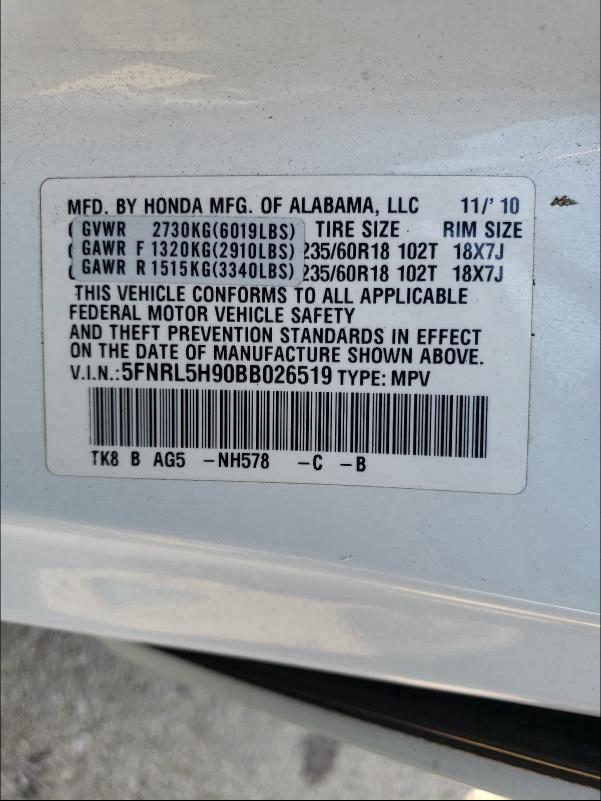 MFD. BY HONDA MFG. OF ALABAMA, LLC 11/'10
GVWR 2730KG(6019LBS) TIRE SIZE RIM SIZE
GAWR F 1320KG(2910LBS) 235/60R18 102T 18X7J
GAWR R 1515KG(3340LBS) 235/60R18 102T 18X7J
THIS VEHICLE CONFORMS TO ALL APPLICABLE
FEDERAL MOTOR VEHICLE SAFETY
AND THEFT PREVENTION STANDARDS IN EFFECT
ON THE DATE OF MANUFACTURE SHOWN ABOVE.
V.I.N.:5FNRL5H90BB026519 TYPE: MPV
TK8 B AG5 -NH578 -C -B